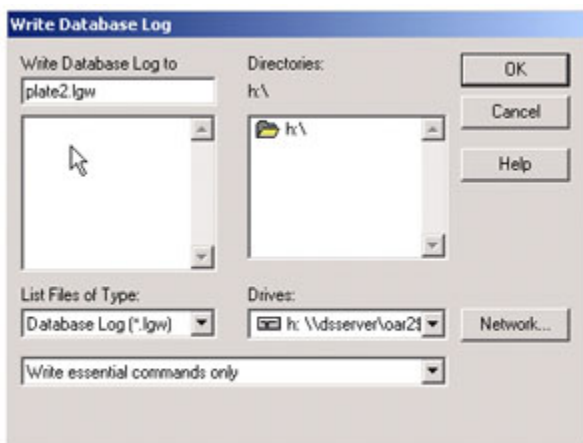 Write Database Log
Write Database Log to
plate2.lgw
Directories:
h:\
h:\
OK
Cancel
Help
List Files of Type:
Database Log (*.lgw)
Drives:
h: \\dsserver\oar2$
Network...
Write essential commands only